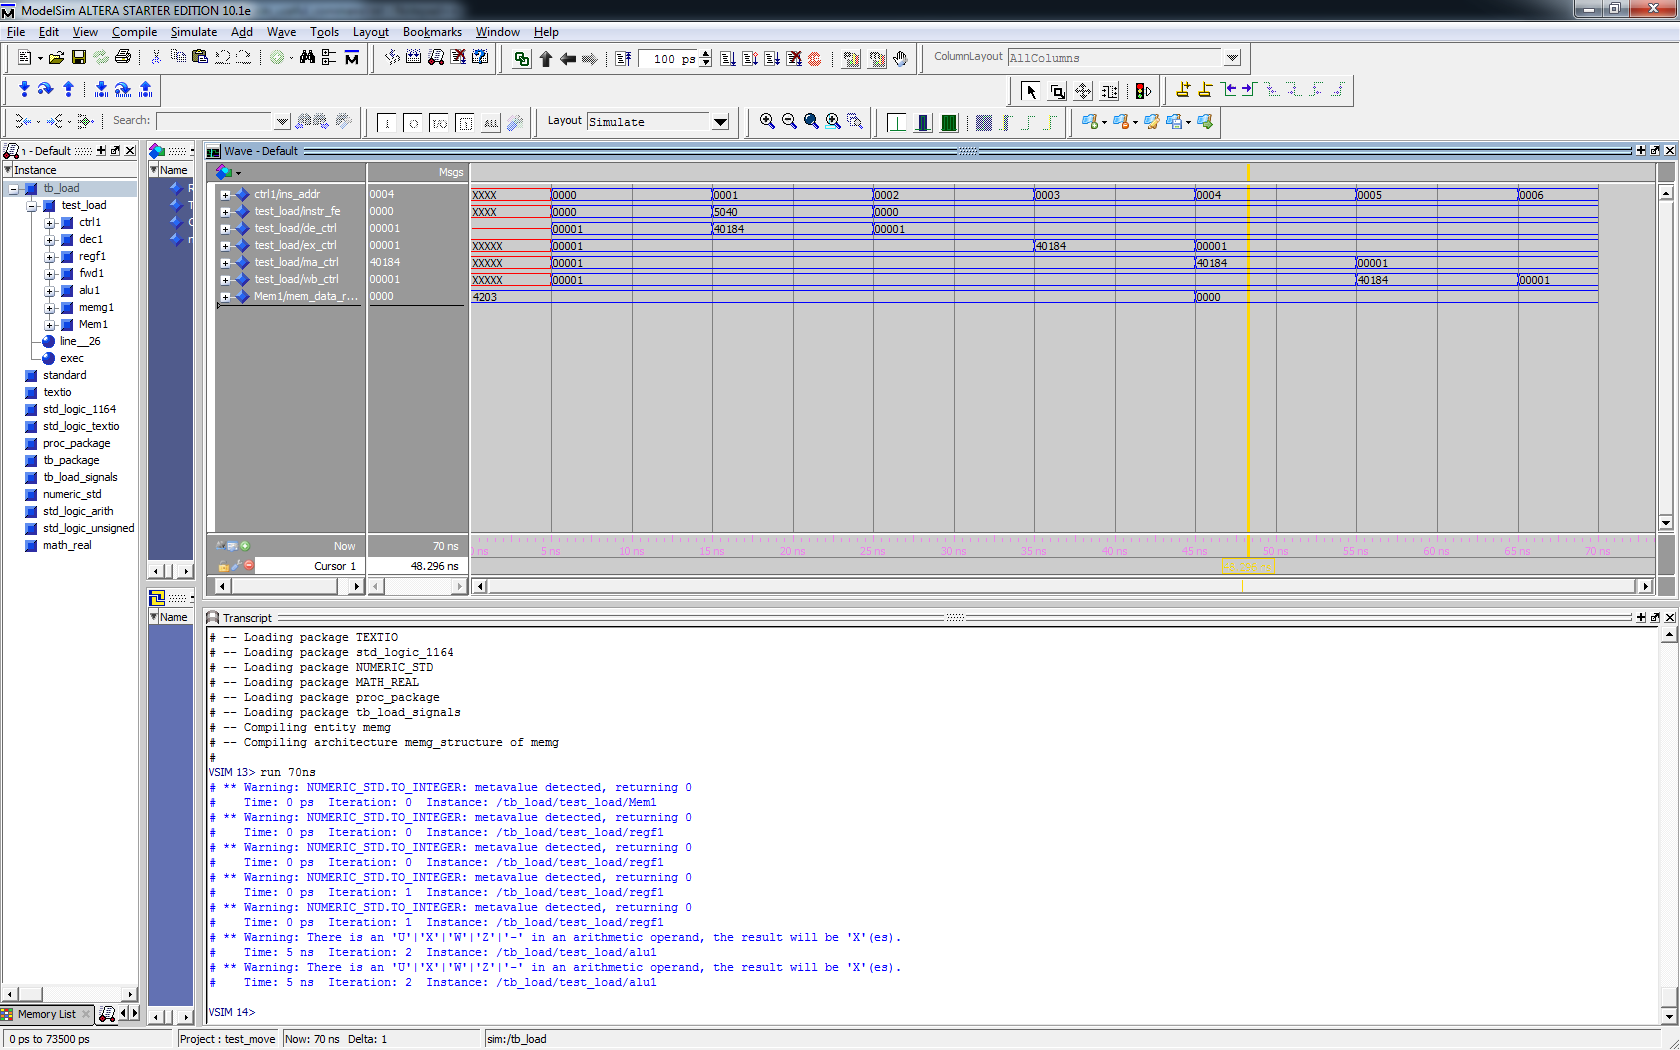 ModelSim ALTERA STARTER EDITION 10.1e
File Edit View Compile Simulate Add Wave Tools Layout Bookmarks Window Help
100 ps
ColumnLayout AllColumns
Search:
Layout Simulate
- Default
Instance
tb_load
test_load
ctrl1
dec1
regf1
fwd1
alu1
memg1
Mem1
line__26
exec
standard
textio
std_logic_1164
std_logic_textio
proc_package
tb_package
tb_load_signals
numeric_std
std_logic_arith
std_logic_unsigned
math_real
Memory List
Name
Name
Wave - Default
Msgs
ctrl1/ins_addr 0004 XXXX 0000 0001 0002 0003 0004 0005 0006
test_load/instr_fe 0000 XXXX 0000 5040 0000
test_load/de_ctrl 00001 00001 40184 00001
test_load/ex_ctrl 00001 XXXXX 00001 40184 00001
test_load/ma_ctrl 40184 XXXXX 00001 40184 00001
test_load/wb_ctrl 00001 XXXXX 00001 40184 00001
Mem1/mem_data_r... 0000 4203 0000
Now 70 ns 5 ns 10 ns 15 ns 20 ns 25 ns 30 ns 35 ns 40 ns 45 ns 50 ns 55 ns 60 ns 65 ns 70 ns
Cursor 1 48.296 ns
Transcript
# -- Loading package TEXTIO
# -- Loading package std_logic_1164
# -- Loading package NUMERIC_STD
# -- Loading package MATH_REAL
# -- Loading package proc_package
# -- Loading package tb_load_signals
# -- Compiling entity memg
# -- Compiling architecture memg_structure of memg
#
VSIM 13> run 70ns
# ** Warning: NUMERIC_STD.TO_INTEGER: metavalue detected, returning 0
#    Time: 0 ps  Iteration: 0  Instance: /tb_load/test_load/Mem1
# ** Warning: NUMERIC_STD.TO_INTEGER: metavalue detected, returning 0
#    Time: 0 ps  Iteration: 0  Instance: /tb_load/test_load/regf1
# ** Warning: NUMERIC_STD.TO_INTEGER: metavalue detected, returning 0
#    Time: 0 ps  Iteration: 0  Instance: /tb_load/test_load/regf1
# ** Warning: NUMERIC_STD.TO_INTEGER: metavalue detected, returning 0
#    Time: 0 ps  Iteration: 1  Instance: /tb_load/test_load/regf1
# ** Warning: NUMERIC_STD.TO_INTEGER: metavalue detected, returning 0
#    Time: 0 ps  Iteration: 1  Instance: /tb_load/test_load/regf1
# ** Warning: There is an 'U'|'X'|'W'|'Z'|'-' in an arithmetic operand, the result will be 'X'(es).
#    Time: 5 ns  Iteration: 2  Instance: /tb_load/test_load/alu1
# ** Warning: There is an 'U'|'X'|'W'|'Z'|'-' in an arithmetic operand, the result will be 'X'(es).
#    Time: 5 ns  Iteration: 2  Instance: /tb_load/test_load/alu1
VSIM 14>
0 ps to 73500 ps Project : test_move Now: 70 ns Delta: 1 sim:/tb_load